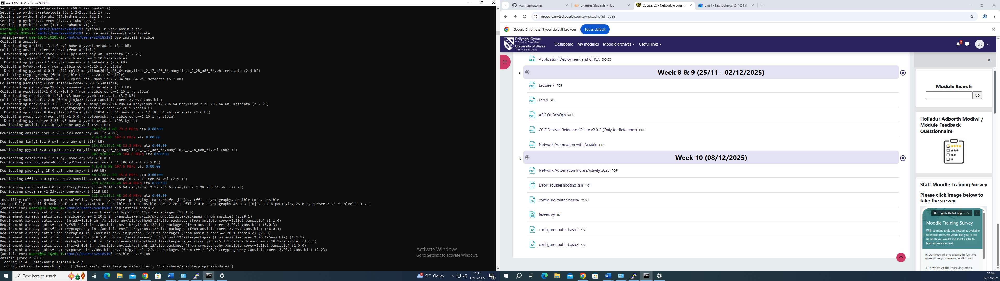 user1@SC-IQ205-17: ~/2418519
Setting up python3-setuptools-whl (68.1.2-2ubuntu1.2) ...
Setting up python3-setuptools (68.1.2-2ubuntu1.2) ...
Setting up python3-pip-whl (24.0+dfsg-1ubuntu1.3) ...
Setting up python3.12-venv (3.12.3-1ubuntu0.9) ...
Setting up python3-venv (3.12.3-0ubuntu2.1) ...
user1@SC-IQ205-17:/mnt/c/Users/s2418519$ python3 -m venv ansible-env
user1@SC-IQ205-17:/mnt/c/Users/s2418519$ source ansible-env/bin/activate
(ansible-env) user1@SC-IQ205-17:/mnt/c/Users/s2418519$ pip install ansible
Collecting ansible
Downloading ansible-13.1.0-py3-none-any.whl.metadata (8.1 kB)
Collecting ansible-core~=2.20.1 (from ansible)
Downloading ansible_core-2.20.1-py3-none-any.whl.metadata (7.7 kB)
Collecting jinja2>=3.1.0 (from ansible-core~=2.20.1->ansible)
Downloading jinja2-3.1.6-py3-none-any.whl.metadata (2.9 kB)
Collecting PyYAML>=5.1 (from ansible-core~=2.20.1->ansible)
Downloading pyyaml-6.0.3-cp312-cp312-manylinux2014_x86_64.manylinux_2_17_x86_64.manylinux_2_28_x86_64.whl.metadata (2.4 kB)
Collecting cryptography (from ansible-core~=2.20.1->ansible)
Downloading cryptography-46.0.3-cp311-abi3-manylinux_2_34_x86_64.whl.metadata (5.7 kB)
Collecting packaging (from ansible-core~=2.20.1->ansible)
Downloading packaging-25.0-py3-none-any.whl.metadata (3.3 kB)
Collecting resolvelib<2.0.0,>=0.8.0 (from ansible-core~=2.20.1->ansible)
Downloading resolvelib-1.2.1-py3-none-any.whl.metadata (3.7 kB)
Collecting MarkupSafe>=2.0 (from jinja2>=3.1.0->ansible-core~=2.20.1->ansible)
Downloading markupsafe-3.0.3-cp312-cp312-manylinux2014_x86_64.manylinux_2_17_x86_64.manylinux_2_28_x86_64.whl.metadata (2.7 kB)
Collecting cffi>=2.0.0 (from cryptography->ansible-core~=2.20.1->ansible)
Downloading cffi-2.0.0-cp312-cp312-manylinux2014_x86_64.manylinux_2_17_x86_64.whl.metadata (2.6 kB)
Collecting pycparser (from cffi>=2.0.0->cryptography->ansible-core~=2.20.1->ansible)
Downloading pycparser-2.23-py3-none-any.whl.metadata (993 bytes)
Downloading ansible-13.1.0-py3-none-any.whl (54.1 MB)
54.1/54.1 MB 79.2 MB/s eta 0:00:00
Downloading ansible_core-2.20.1-py3-none-any.whl (2.4 MB)
2.4/2.4 MB 107.3 MB/s eta 0:00:00
Downloading jinja2-3.1.6-py3-none-any.whl (134 kB)
134.9/134.9 kB 32.8 MB/s eta 0:00:00
Downloading pyyaml-6.0.3-cp312-cp312-manylinux2014_x86_64.manylinux_2_17_x86_64.manylinux_2_28_x86_64.whl (807 kB)
807.9/807.9 kB 104.5 MB/s eta 0:00:00
Downloading resolvelib-1.2.1-py3-none-any.whl (18 kB)
Downloading cryptography-46.0.3-cp311-abi3-manylinux_2_34_x86_64.whl (4.5 MB)
4.5/4.5 MB 107.6 MB/s eta 0:00:00
Downloading packaging-25.0-py3-none-any.whl (66 kB)
66.5/66.5 kB 15.8 MB/s eta 0:00:00
Downloading cffi-2.0.0-cp312-cp312-manylinux2014_x86_64.manylinux_2_17_x86_64.whl (219 kB)
219.6/219.6 kB 49.4 MB/s eta 0:00:00
Downloading markupsafe-3.0.3-cp312-cp312-manylinux2014_x86_64.manylinux_2_17_x86_64.manylinux_2_28_x86_64.whl (22 kB)
Downloading pycparser-2.23-py3-none-any.whl (118 kB)
118.1/118.1 kB 26.6 MB/s eta 0:00:00
Installing collected packages: resolvelib, PyYAML, pycparser, packaging, MarkupSafe, jinja2, cffi, cryptography, ansible-core, ansible
Successfully installed MarkupSafe-3.0.3 PyYAML-6.0.3 ansible-13.1.0 ansible-core-2.20.1 cffi-2.0.0 cryptography-46.0.3 jinja2-3.1.6 packaging-25.0 pycparser-2.23 resolvelib-1.2.1
(ansible-env) user1@SC-IQ205-17:/mnt/c/Users/s2418519$ pip install ansible
Requirement already satisfied: ansible in ./ansible-env/lib/python3.12/site-packages (13.1.0)
Requirement already satisfied: ansible-core~=2.20.1 in ./ansible-env/lib/python3.12/site-packages (from ansible) (2.20.1)
Requirement already satisfied: jinja2>=3.1.0 in ./ansible-env/lib/python3.12/site-packages (from ansible-core~=2.20.1->ansible) (3.1.6)
Requirement already satisfied: PyYAML>=5.1 in ./ansible-env/lib/python3.12/site-packages (from ansible-core~=2.20.1->ansible) (6.0.3)
Requirement already satisfied: cryptography in ./ansible-env/lib/python3.12/site-packages (from ansible-core~=2.20.1->ansible) (46.0.3)
Requirement already satisfied: packaging in ./ansible-env/lib/python3.12/site-packages (from ansible-core~=2.20.1->ansible) (25.0)
Requirement already satisfied: resolvelib<2.0.0,>=0.8.0 in ./ansible-env/lib/python3.12/site-packages (from ansible-core~=2.20.1->ansible) (1.2.1)
Requirement already satisfied: MarkupSafe>=2.0 in ./ansible-env/lib/python3.12/site-packages (from jinja2>=3.1.0->ansible-core~=2.20.1->ansible) (3.0.3)
Requirement already satisfied: cffi>=2.0.0 in ./ansible-env/lib/python3.12/site-packages (from cryptography->ansible-core~=2.20.1->ansible) (2.0.0)
Requirement already satisfied: pycparser in ./ansible-env/lib/python3.12/site-packages (from cffi>=2.0.0->cryptography->ansible-core~=2.20.1->ansible) (2.23)
(ansible-env) user1@SC-IQ205-17:/mnt/c/Users/s2418519$ ansible --version
ansible [core 2.20.1]
config file = /etc/ansible/ansible.cfg
configured module search path = ['/home/user1/.ansible/plugins/modules', '/usr/share/ansible/plugins/modules']
Activate Windows
Go to Settings to activate Windows.
Type here to search
9°C Cloudy
11:33
17/12/2025
3
Your Repositories
Swansea Students » Hub
Course: L5 - Network Programm
Email - Leo Richards (2418519)
moodle.uwtsd.ac.uk/course/view.php?id=8699
Google Chrome isn't your default browser
Set as default
Prifysgol Cymru
Y Drindod Dewi Sant
University of Wales
Trinity Saint David
Dashboard
My modules
Moodle archives
Useful links
2
LR
Application Deployment and CI ICA DOCX
9
Week 8 & 9 (25/11 - 02/12/2025)
Lecture 7 PDF
Lab 9 PDF
ABC Of DevOps PDF
CCIE DevNet Reference Guide v2.0-3 (Only for Reference) PDF
Network Automation with Ansible PDF
10
Week 10 (08/12/2025)
Network Automation InclassActivity 2025 PDF
Error Troubleshooting ssh TXT
configure router basic4 YAML
inventory INI
configure router basic2 YML
configure router basic3 YML
Module Search
Go
Holiadur Adborth Modiwl /
Module Feedback
Questionnaire
Staff Moodle Training Survey
Please click image below to
take the survey.
English (United Kingdo...
Moodle Training Survey
With so many tools and resources available
to choose from, we would like you to tell
us which you would find most useful to
learn more about first
Hi, Dominique. When you submit this form, the
owner will see your name and email address.
1. In which of the following areas
11:33
17/12/2025